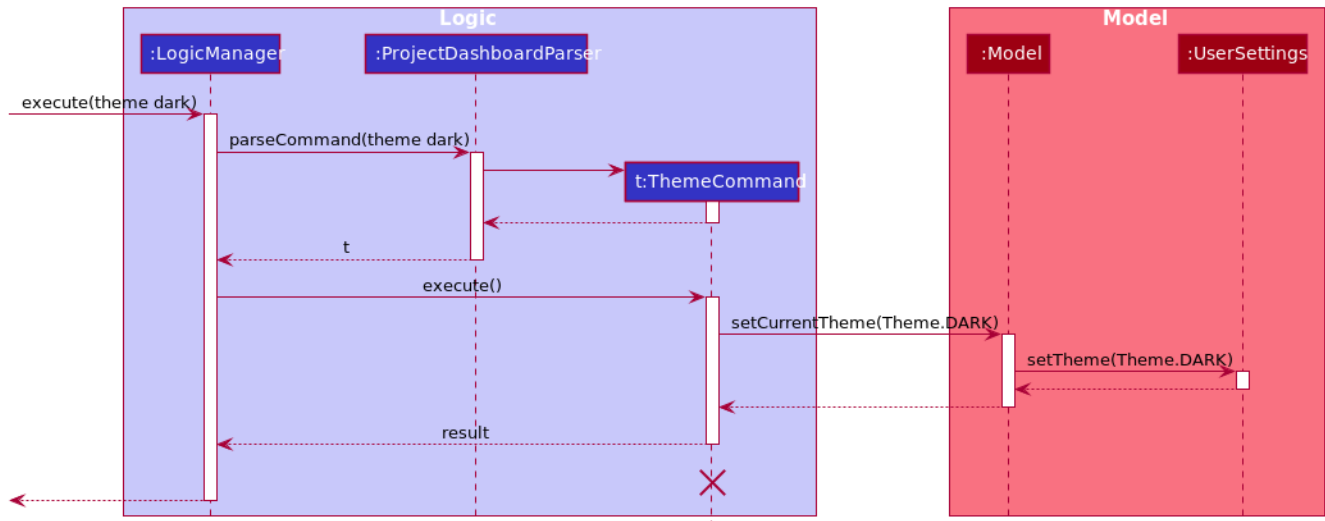 Logic
Model
:LogicManager
:ProjectDashboardParser
:Model
:UserSettings
execute(theme dark)
parseCommand(theme dark)
t:ThemeCommand
t
execute()
setCurrentTheme(Theme.DARK)
setTheme(Theme.DARK)
result